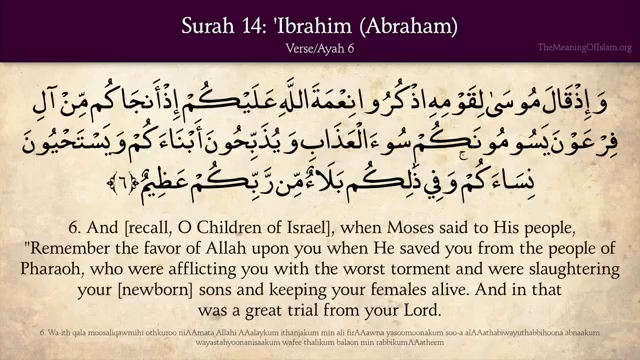 Surah 14: 'Ibrahim (Abraham)
Verse/Ayah 6
TheMeaningOfIslam.org
وَإِذْ قَالَ مُوسَىٰ لِقَوْمِهِ اذْكُرُوا نِعْمَةَ اللَّهِ عَلَيْكُمْ إِذْ أَنجَاكُم مِّنْ آلِ
فِرْعَوْنَ يَسُومُونَكُمْ سُوءَ الْعَذَابِ وَيُذَبِّحُونَ أَبْنَاءَكُمْ وَيَسْتَحْيُونَ
نِسَاءَكُمْ ۚ وَفِي ذَٰلِكُم بَلَاءٌ مِّن رَّبِّكُمْ عَظِيمٌ ﴿٦﴾
6. And [recall, O Children of Israel], when Moses said to His people,
"Remember the favor of Allah upon you when He saved you from the people of
Pharaoh, who were afflicting you with the worst torment and were slaughtering
your [newborn] sons and keeping your females alive. And in that
was a great trial from your Lord.
6. Wa-ith qala moosaliqawmihi othkuroo niAAmata Allahi AAalaykum ithanjakum min ali firAAawna yasoomoonakum soo-a alAAathabiwayuthabbihoona abnaakum
wayastahyoonanisaakum wafee thalikum balaon min rabbikumAAatheem